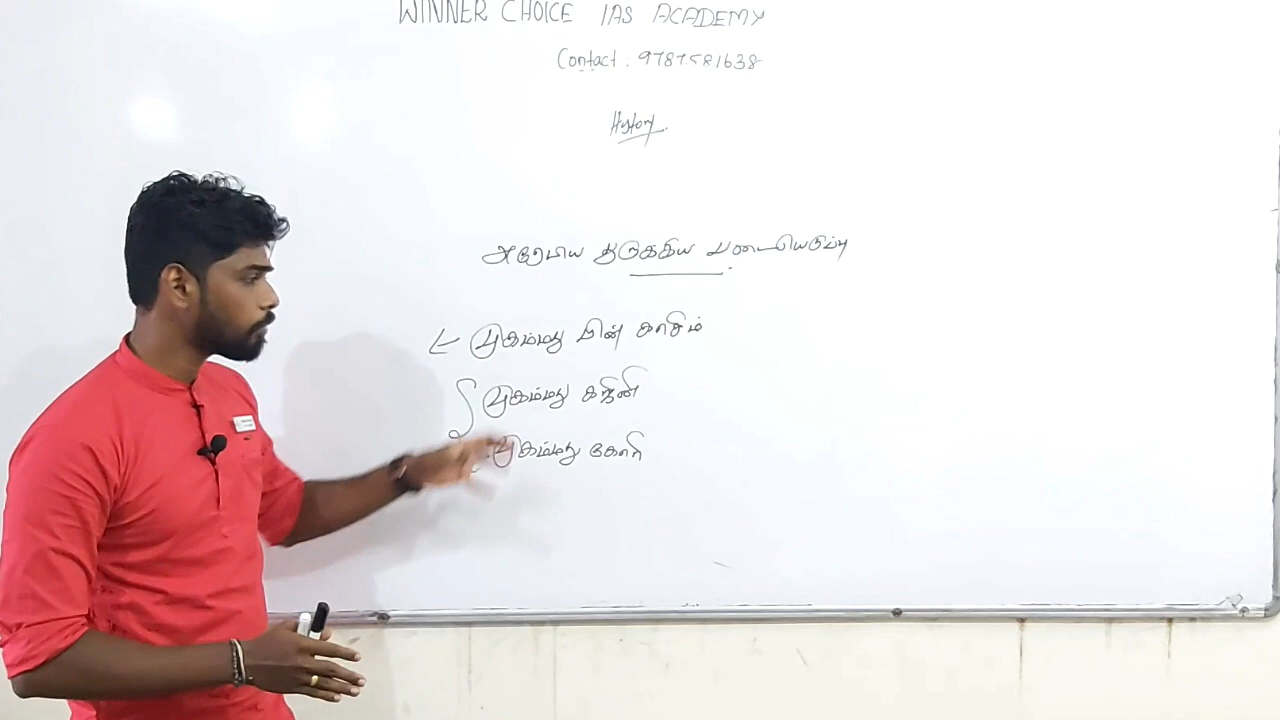 WINNER CHOICE IAS ACADEMY
Contact : 9787581638
History
அரேபிய துருக்கிய படையெடுப்பு
முகம்மது பின் காசிம்
முகம்மது கஜினி
முகம்மது கோரி